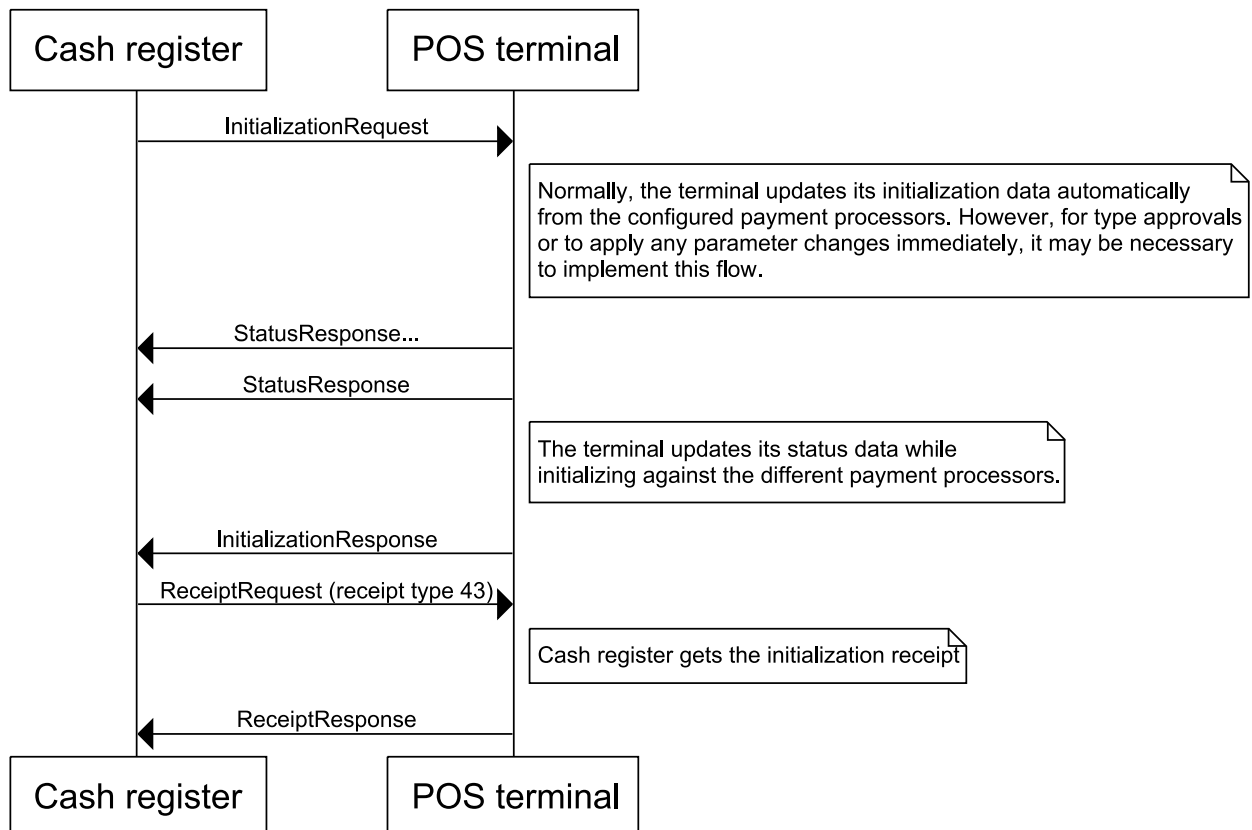 Cash register
POS terminal
InitializationRequest
Normally, the terminal updates its initialization data automatically
from the configured payment processors. However, for type approvals
or to apply any parameter changes immediately, it may be necessary
to implement this flow.
StatusResponse...
StatusResponse
The terminal updates its status data while
initializing against the different payment processors.
InitializationResponse
ReceiptRequest (receipt type 43)
Cash register gets the initialization receipt
ReceiptResponse
Cash register
POS terminal